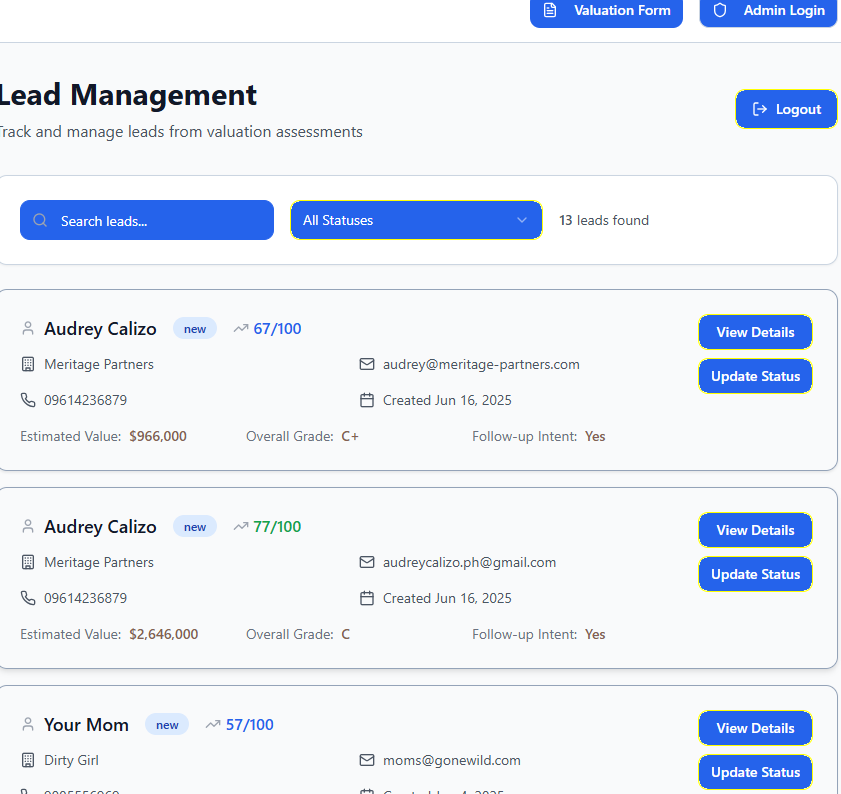 Valuation Form Admin Login
Lead Management
Track and manage leads from valuation assessments
Logout
Search leads...
All Statuses
13 leads found
Audrey Calizo new 67/100
View Details
Meritage Partners audrey@meritage-partners.com
Update Status
09614236879 Created Jun 16, 2025
Estimated Value: $966,000 Overall Grade: C+ Follow-up Intent: Yes
Audrey Calizo new 77/100
View Details
Meritage Partners audreycalizo.ph@gmail.com
Update Status
09614236879 Created Jun 16, 2025
Estimated Value: $2,646,000 Overall Grade: C Follow-up Intent: Yes
Your Mom new 57/100
View Details
Dirty Girl moms@gonewild.com
Update Status